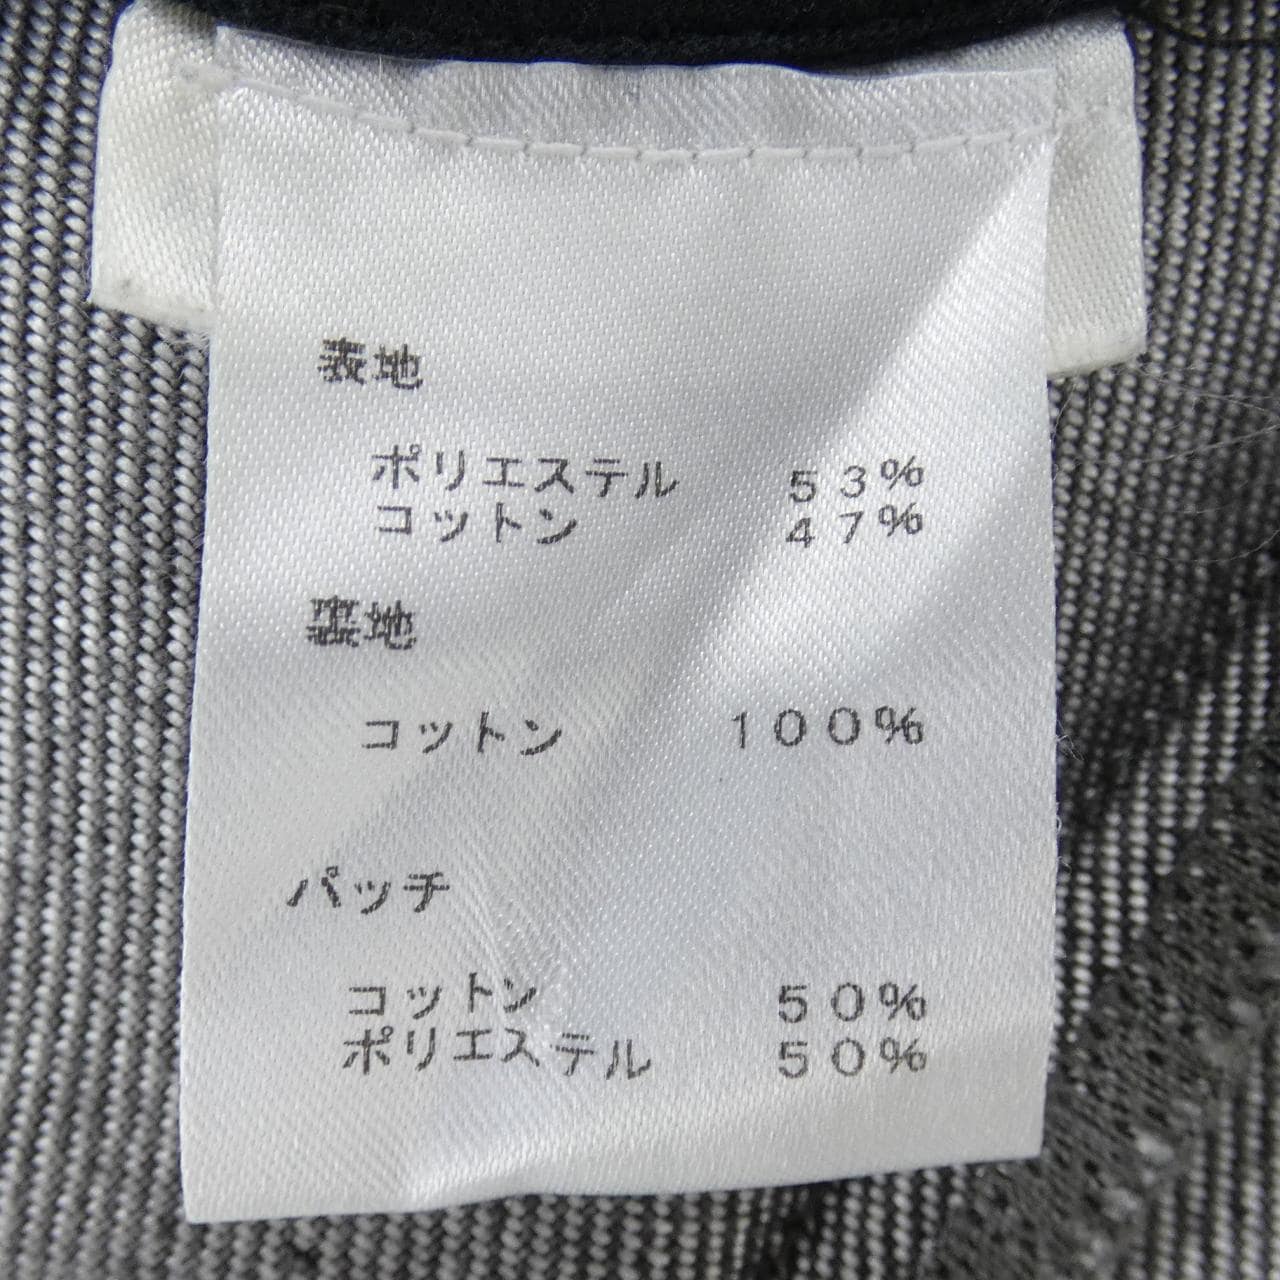 表地
ポリエステル 53%
コットン 47%
裏地
コットン 100%
パッチ
コットン 50%
ポリエステル 50%